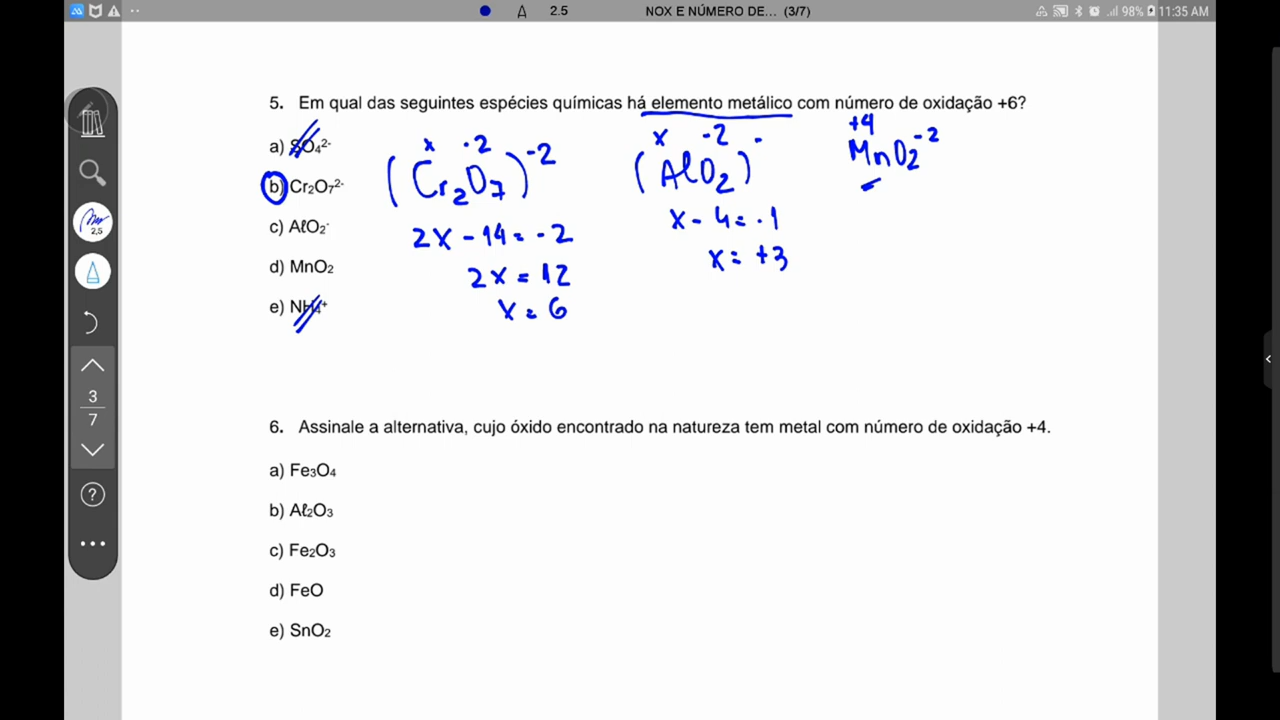 2.5 NOX E NÚMERO DE... (3/7) 98% 11:35 AM
5. Em qual das seguintes espécies químicas há elemento metálico com número de oxidação +6?
a) SO₄²⁻
b) Cr₂O₇²⁻
c) AℓO₂⁻
d) MnO₂
e) NH₄⁺
x -2
(Cr₂O₇)⁻²
2x - 14 = -2
2x = 12
x = 6
x -2 -
(AlO₂)
x - 4 = -1
x = +3
+4
MnO₂⁻²
2,5
3
7
?
6. Assinale a alternativa, cujo óxido encontrado na natureza tem metal com número de oxidação +4.
a) Fe₃O₄
b) Aℓ₂O₃
c) Fe₂O₃
d) FeO
e) SnO₂